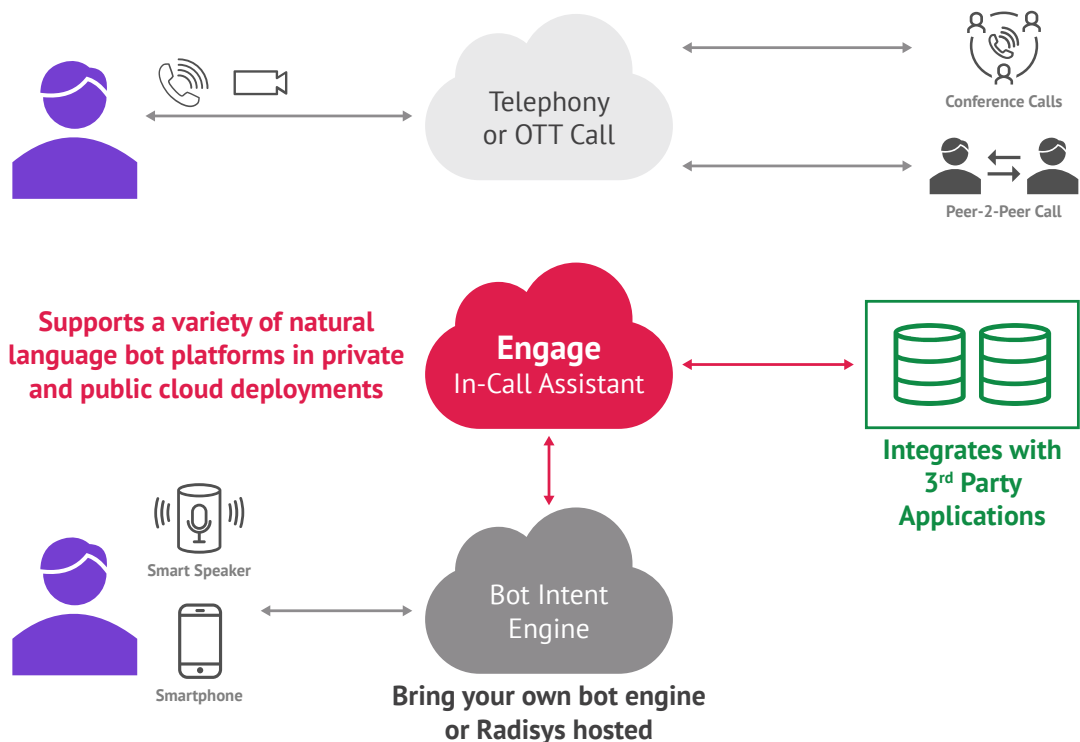 Telephony
or OTT Call
Conference Calls
Peer-2-Peer Call
Supports a variety of natural
language bot platforms in private
and public cloud deployments
Engage
In-Call Assistant
Integrates with
3rd Party
Applications
Smart Speaker
Smartphone
Bot Intent
Engine
Bring your own bot engine
or Radisys hosted